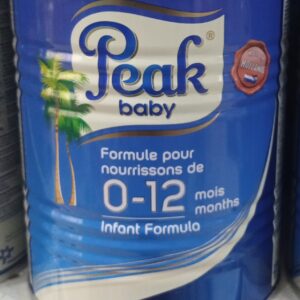 Peak®
baby
Formule pour
nourrissons de
0-12 mois
months
Infant Formula